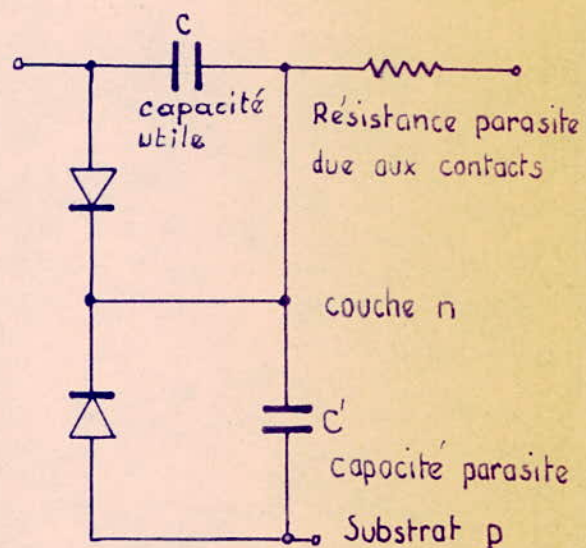 C
capacité
utile
Résistance parasite
due aux contacts
couche n
C'
capacité parasite
Substrat p